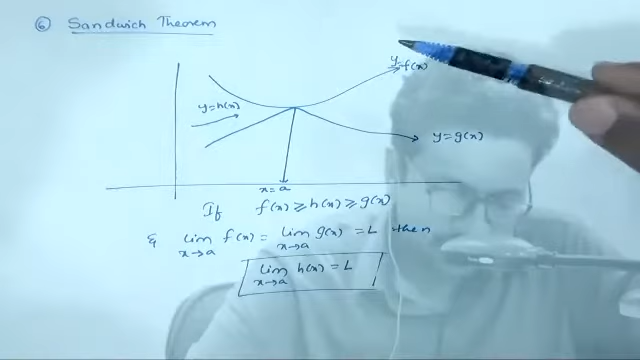 ⑥ Sandwich Theorem
y=f(x)
y=h(x)
y=g(x)
x=a
If f(x) ≥ h(x) ≥ g(x)
& lim x→a f(x) = lim x→a g(x) = L then
lim x→a h(x) = L